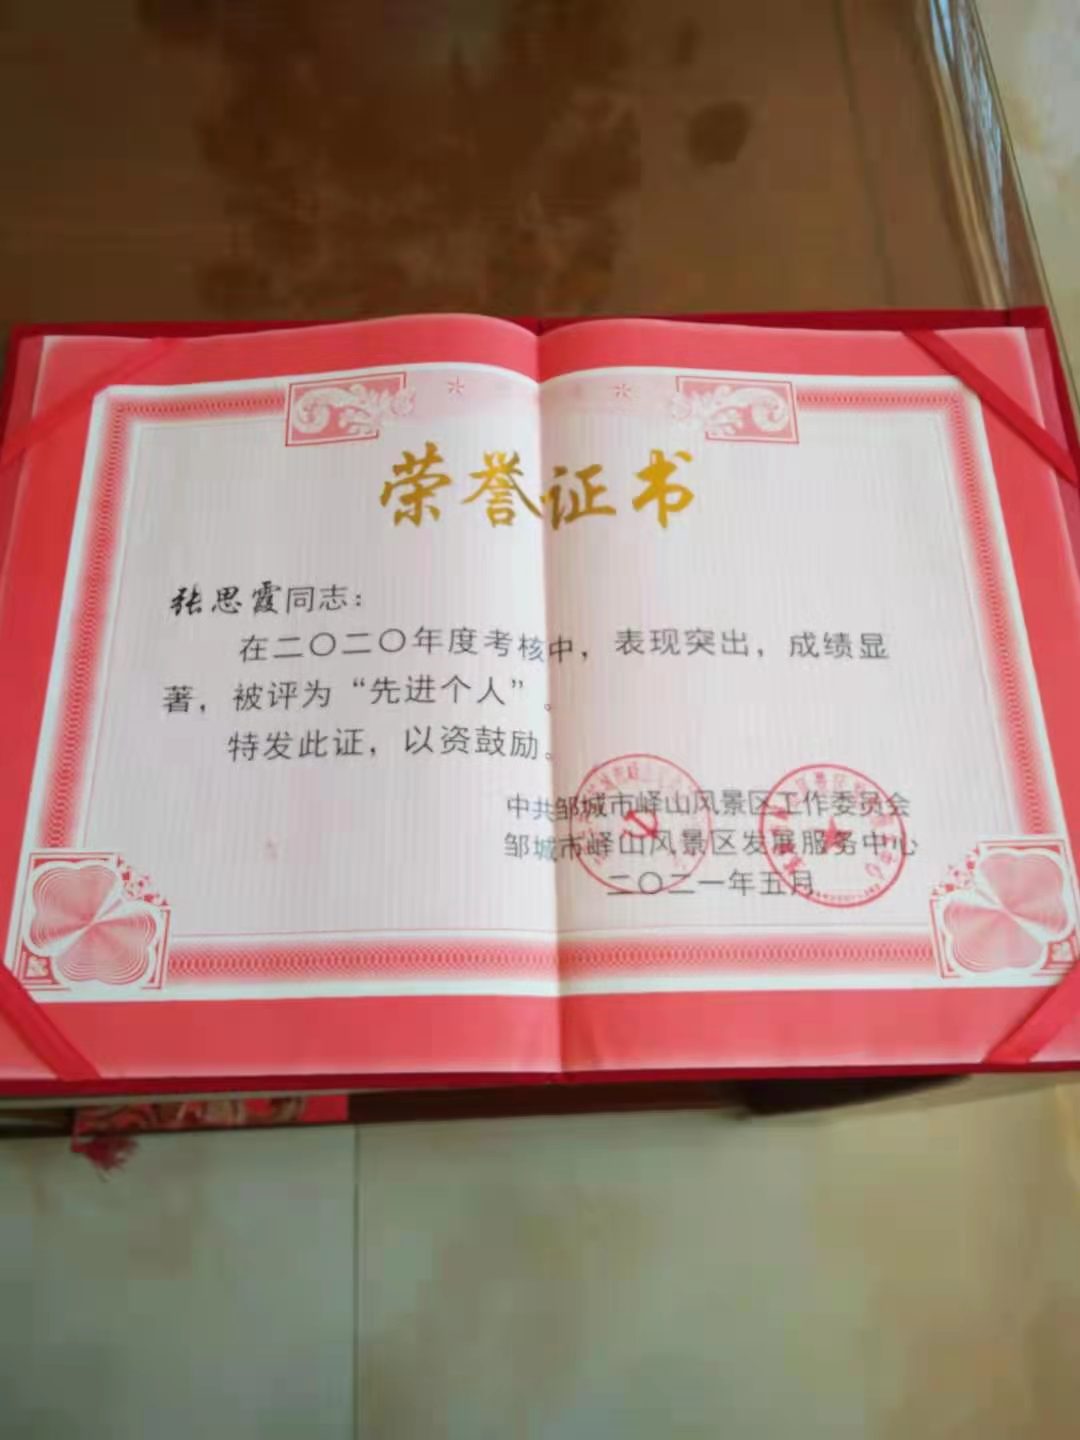 荣誉证书
张思霞同志：
在二〇二〇年度考核中，表现突出，成绩显
著，被评为“先进个人”。
特发此证，以资鼓励。
中共邹城市峄山风景区工作委员会
邹城市峄山风景区发展服务中心
二〇二一年五月